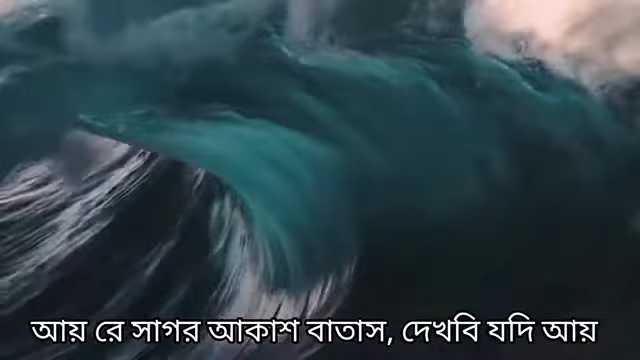 আয় রে সাগর আকাশ বাতাস, দেখবি যদি আয়